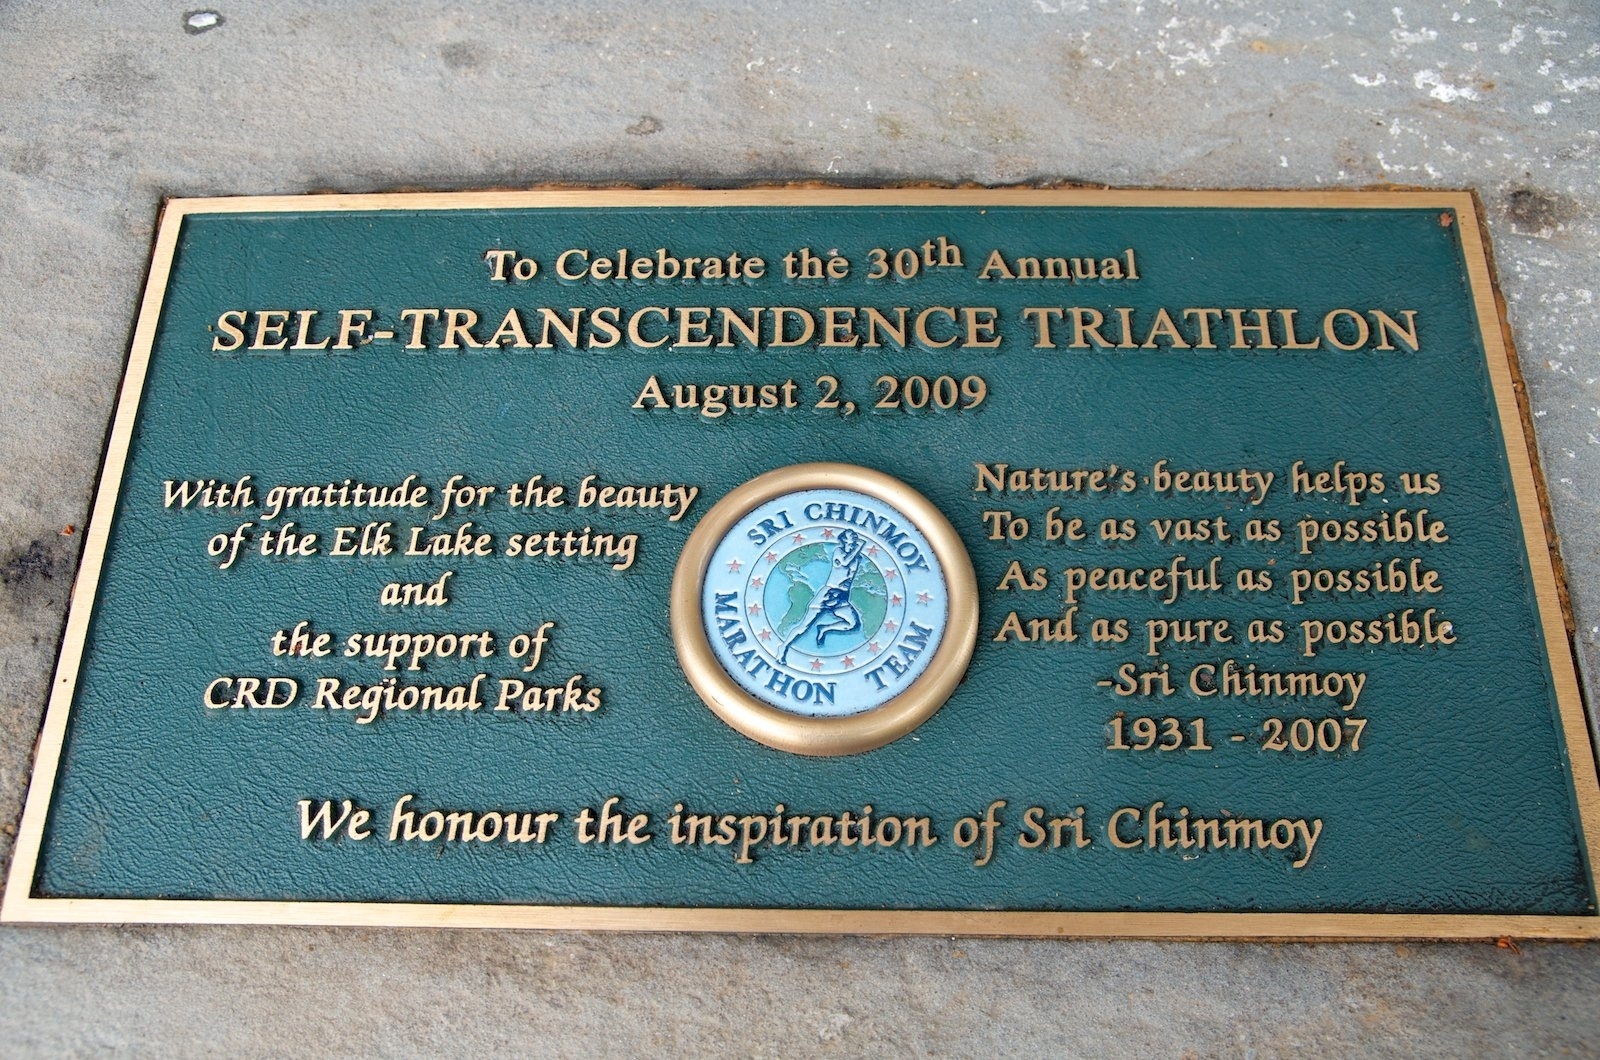 To Celebrate the 30th Annual
SELF-TRANSCENDENCE TRIATHLON
August 2, 2009
With gratitude for the beauty
of the Elk Lake setting
and
the support of
CRD Regional Parks
SRI CHINMOY
MARATHON TEAM
Nature's beauty helps us
To be as vast as possible
As peaceful as possible
And as pure as possible
-Sri Chinmoy
1931 - 2007
We honour the inspiration of Sri Chinmoy